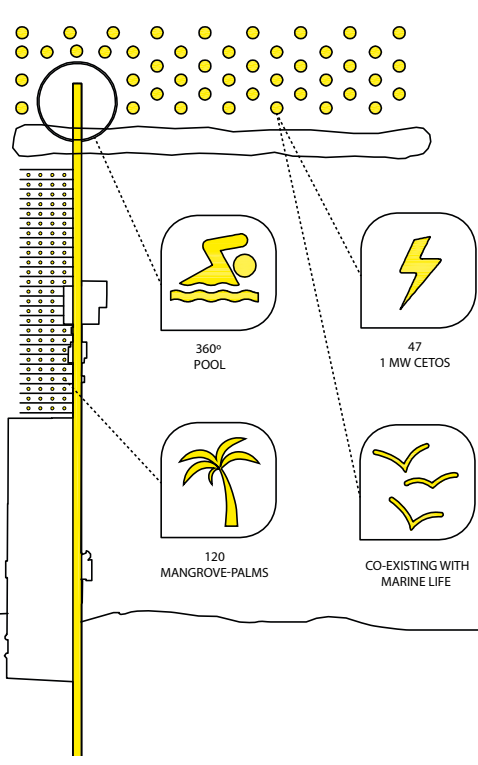 360º
POOL
47
1 MW CETOS
120
MANGROVE-PALMS
CO-EXISTING WITH
MARINE LIFE